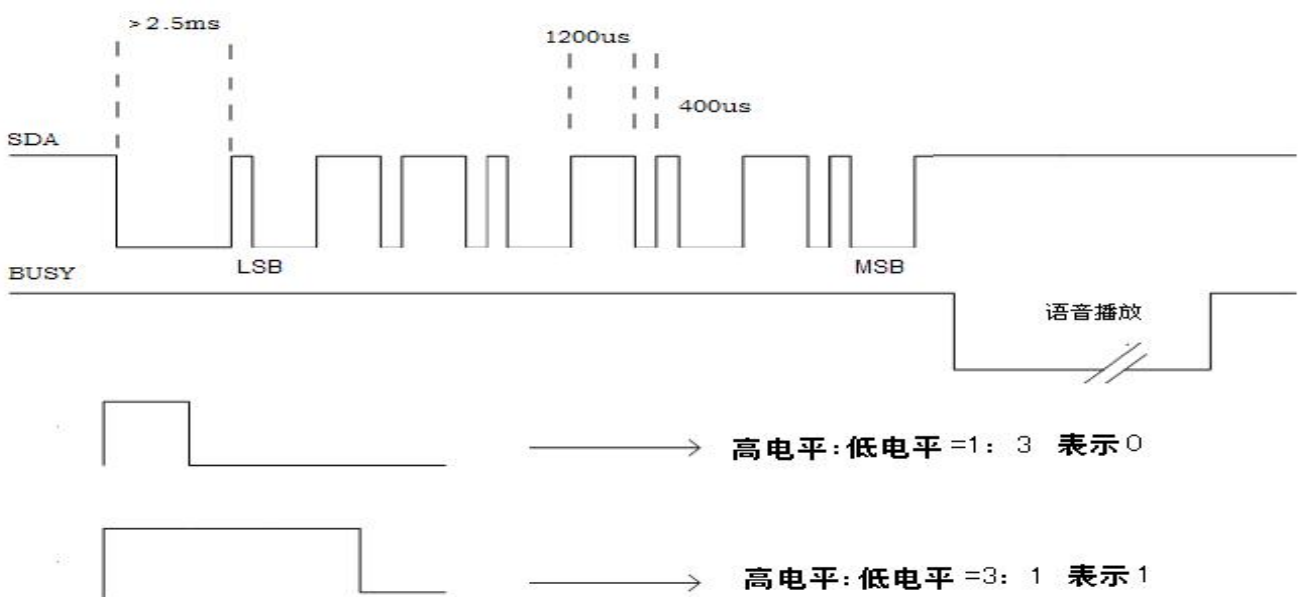 >2.5ms
1200us
400us
SDA
LSB
MSB
BUSY
语音播放
高电平:低电平=1: 3 表示0
高电平:低电平=3: 1 表示1